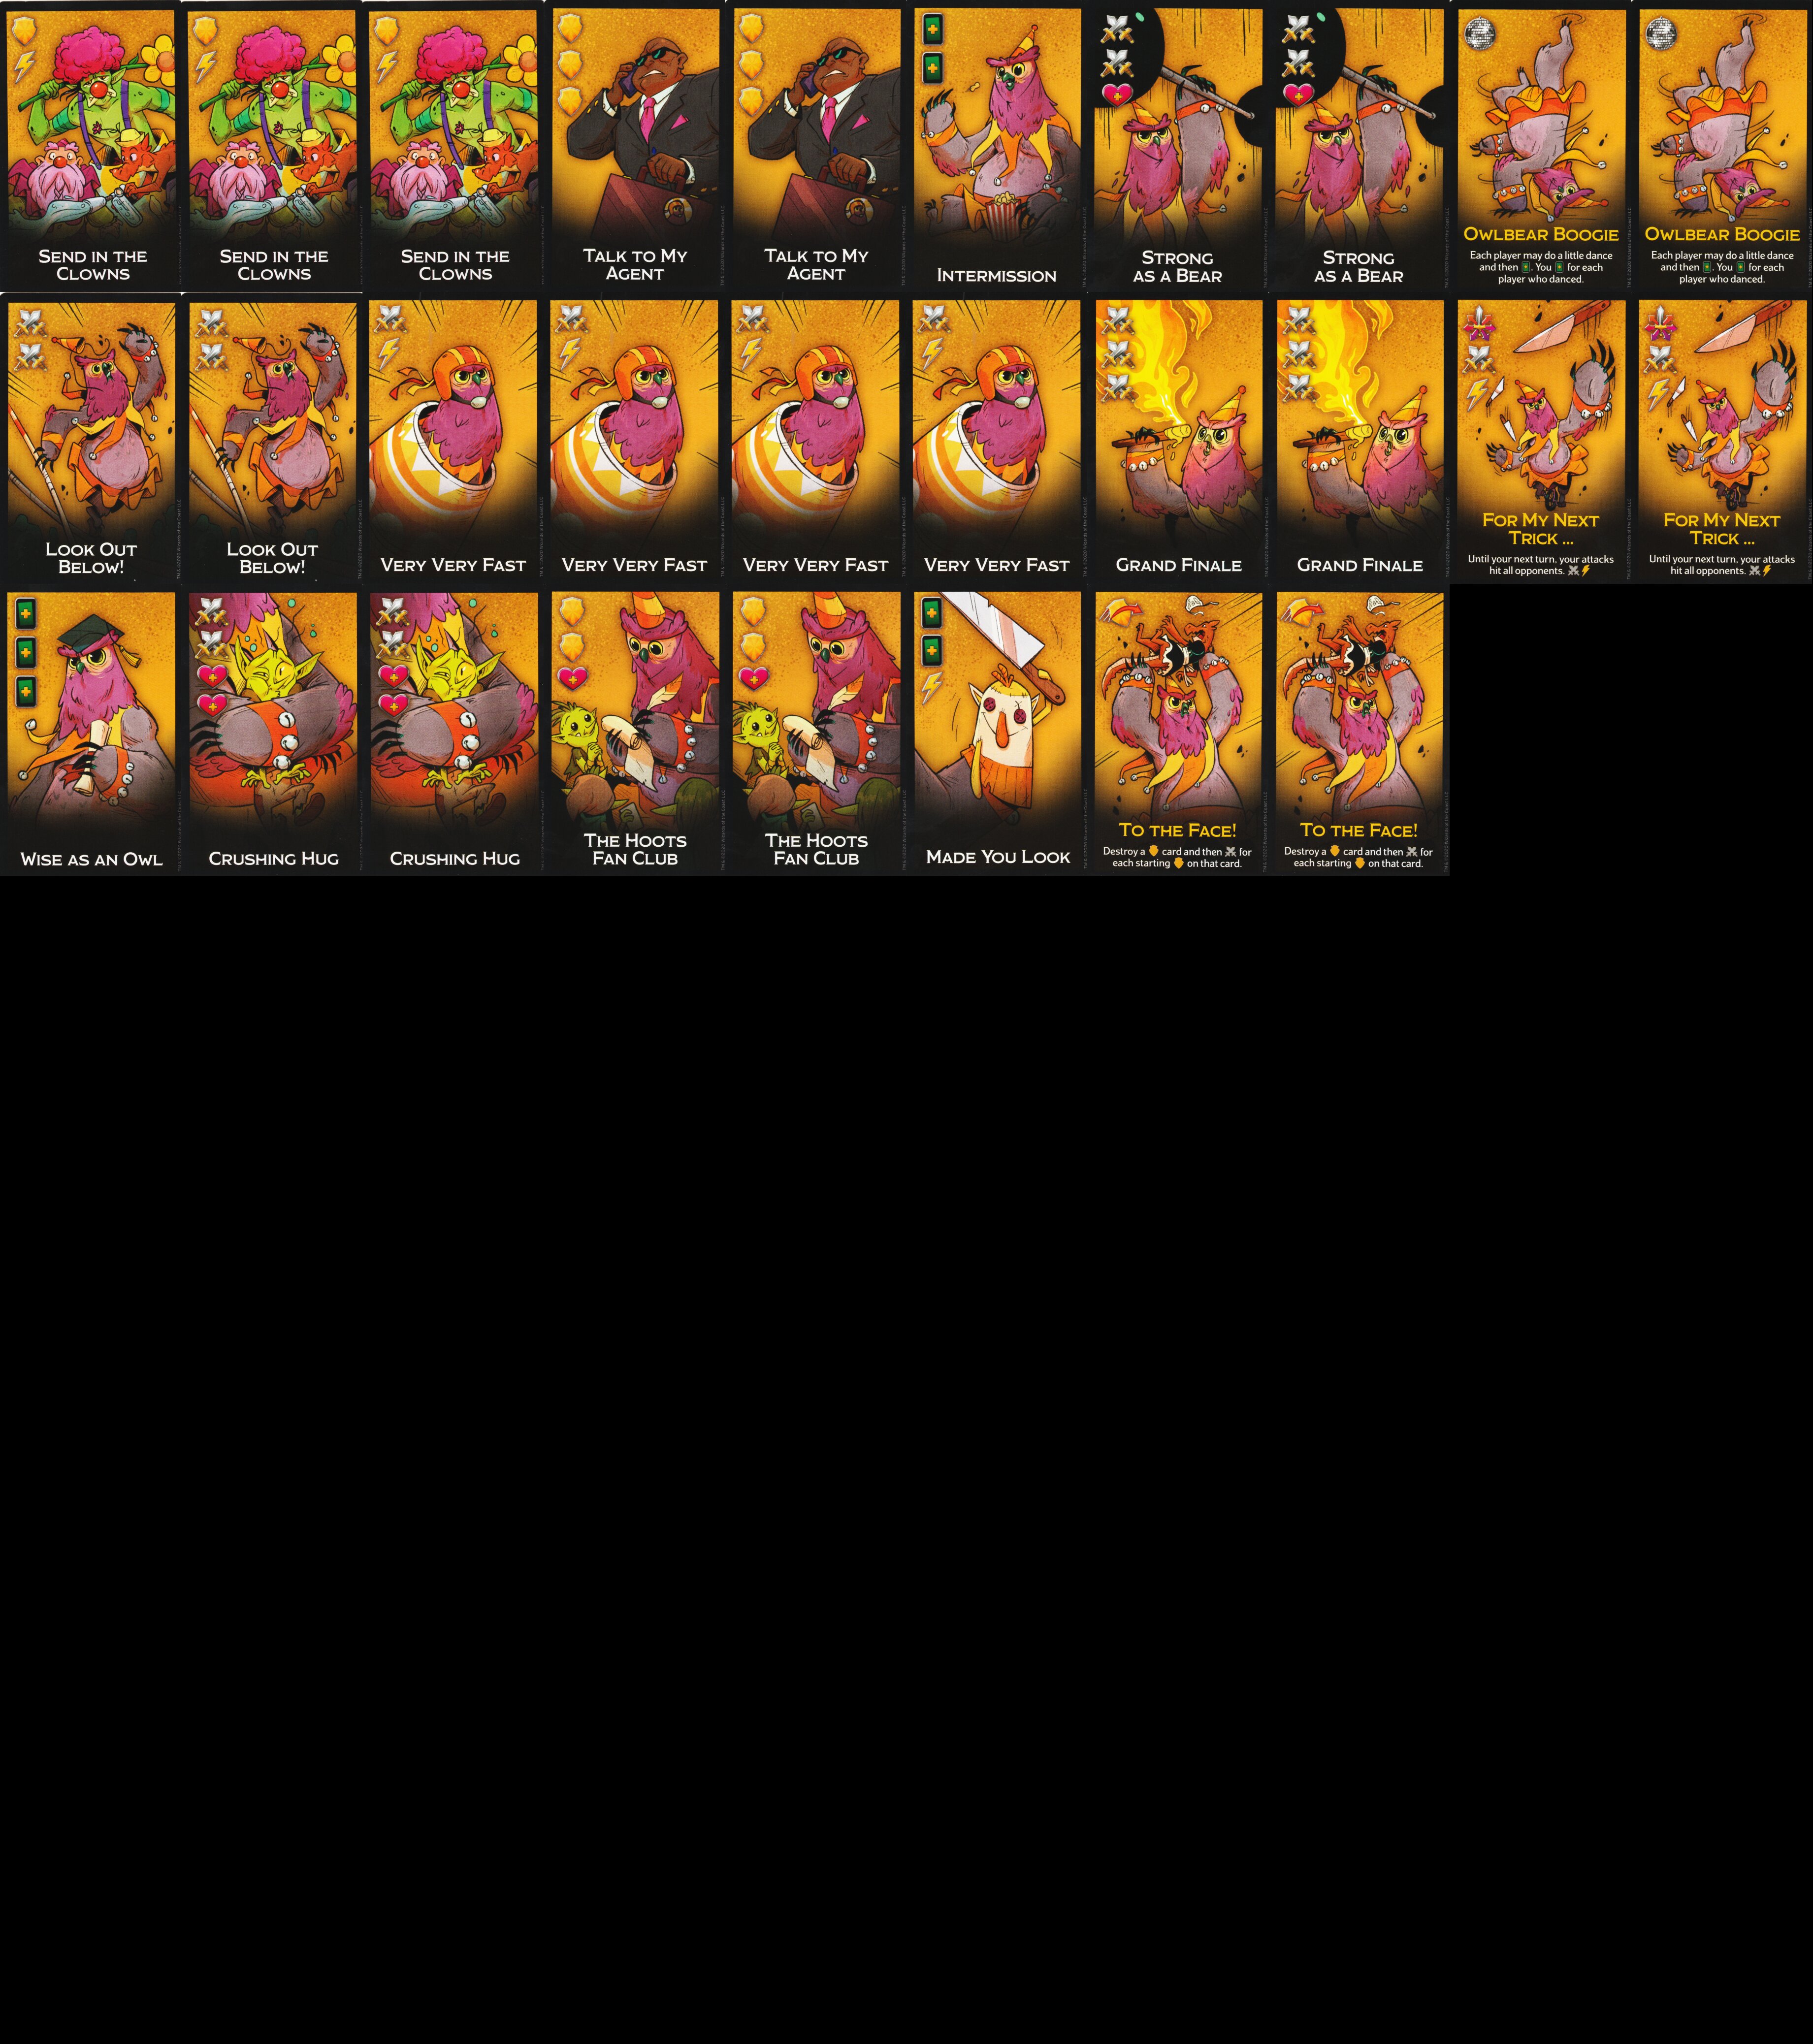 SEND IN THE
CLOWNS
SEND IN THE
CLOWNS
SEND IN THE
CLOWNS
TALK TO MY
AGENT
TALK TO MY
AGENT
INTERMISSION
STRONG
AS A BEAR
STRONG
AS A BEAR
OWLBEAR BOOGIE
Each player may do a little dance
and then . You for each
player who danced.
OWLBEAR BOOGIE
Each player may do a little dance
and then . You for each
player who danced.
LOOK OUT
BELOW!
LOOK OUT
BELOW!
VERY VERY FAST
VERY VERY FAST
VERY VERY FAST
VERY VERY FAST
GRAND FINALE
GRAND FINALE
FOR MY NEXT
TRICK ...
Until your next turn, your attacks
hit all opponents.
FOR MY NEXT
TRICK ...
Until your next turn, your attacks
hit all opponents.
WISE AS AN OWL
CRUSHING HUG
CRUSHING HUG
THE HOOTS
FAN CLUB
THE HOOTS
FAN CLUB
MADE YOU LOOK
TO THE FACE!
Destroy a card and then for
each starting on that card.
TO THE FACE!
Destroy a card and then for
each starting on that card.